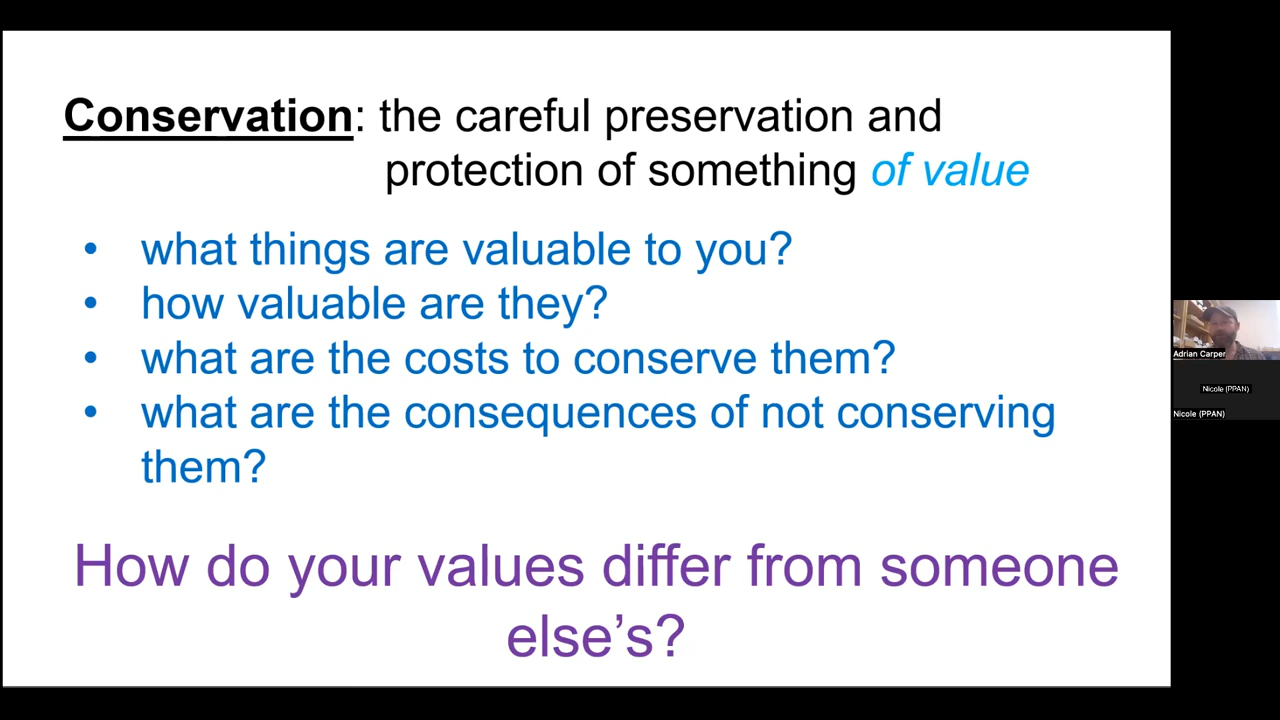 Conservation: the careful preservation and
protection of something of value
• what things are valuable to you?
• how valuable are they?
• what are the costs to conserve them?
• what are the consequences of not conserving
them?
How do your values differ from someone
else's?
Adrian Carper
Nicole (PPAN)
Nicole (PPAN)